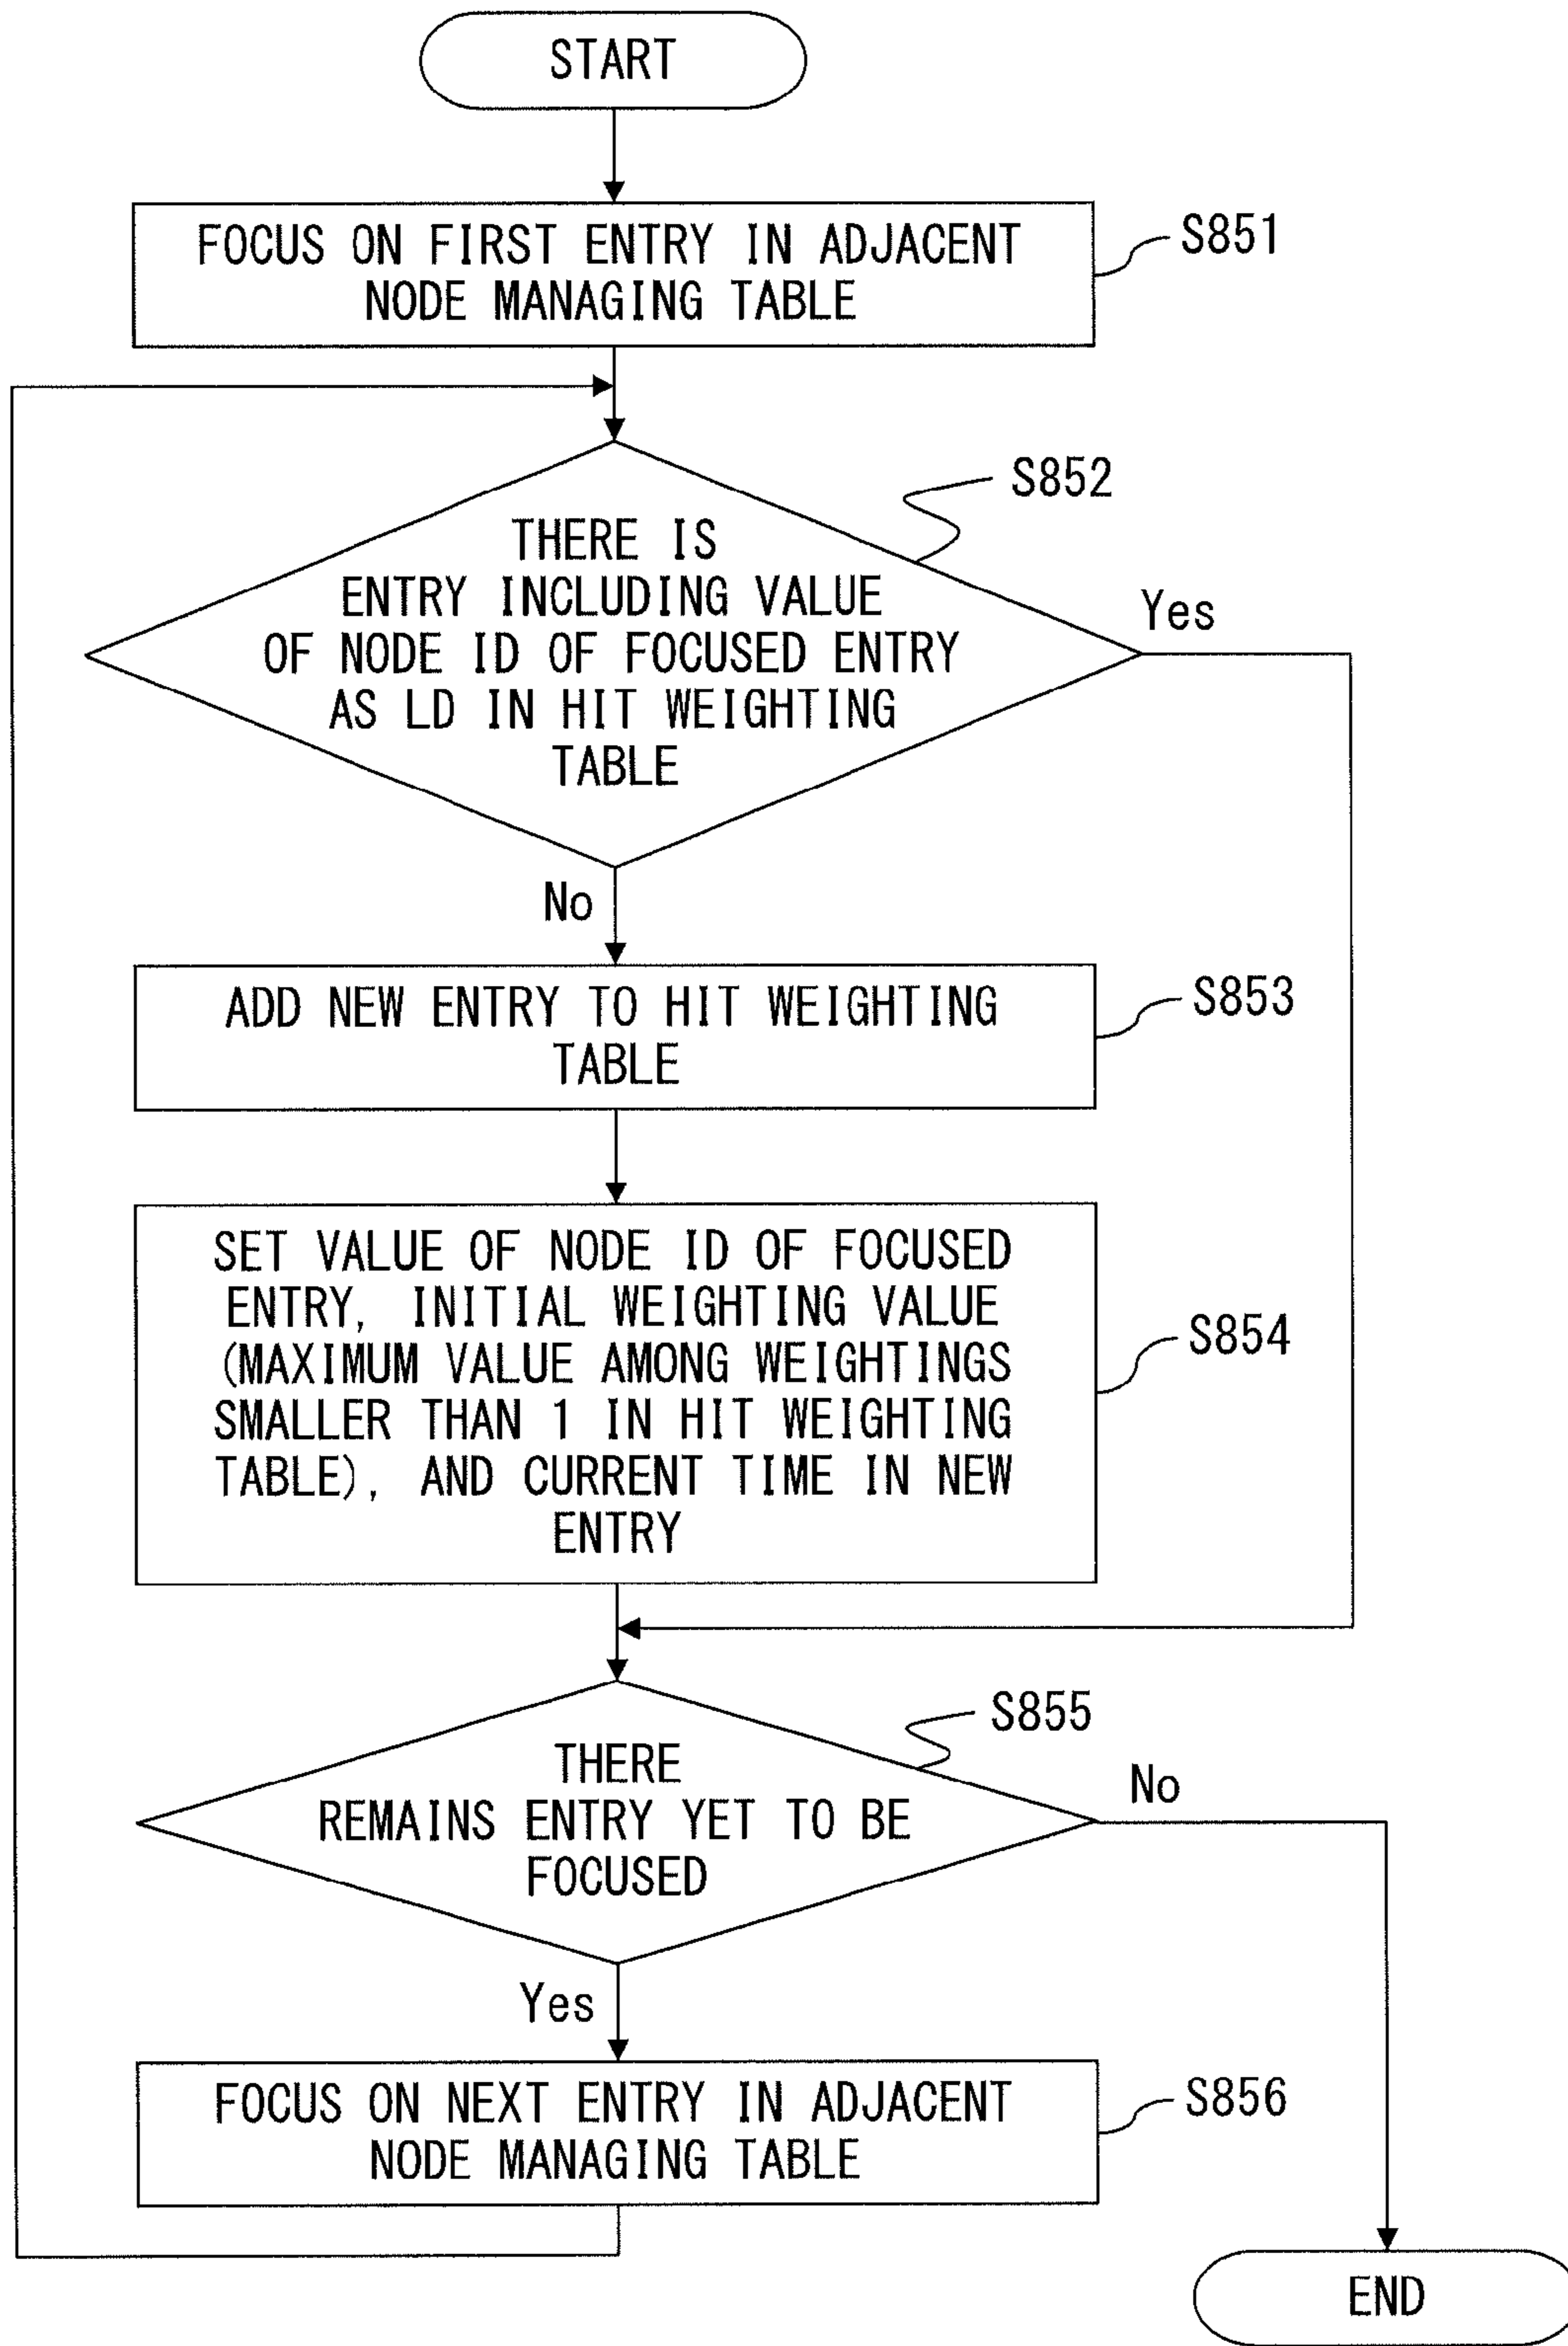 START
FOCUS ON FIRST ENTRY IN ADJACENT
NODE MANAGING TABLE
S851
S852
THERE IS
ENTRY INCLUDING VALUE
OF NODE ID OF FOCUSED ENTRY
AS LD IN HIT WEIGHTING
TABLE
Yes
No
ADD NEW ENTRY TO HIT WEIGHTING
TABLE
S853
SET VALUE OF NODE ID OF FOCUSED
ENTRY, INITIAL WEIGHTING VALUE
(MAXIMUM VALUE AMONG WEIGHTINGS
SMALLER THAN 1 IN HIT WEIGHTING
TABLE), AND CURRENT TIME IN NEW
ENTRY
S854
S855
THERE
REMAINS ENTRY YET TO BE
FOCUSED
No
Yes
FOCUS ON NEXT ENTRY IN ADJACENT
NODE MANAGING TABLE
S856
END